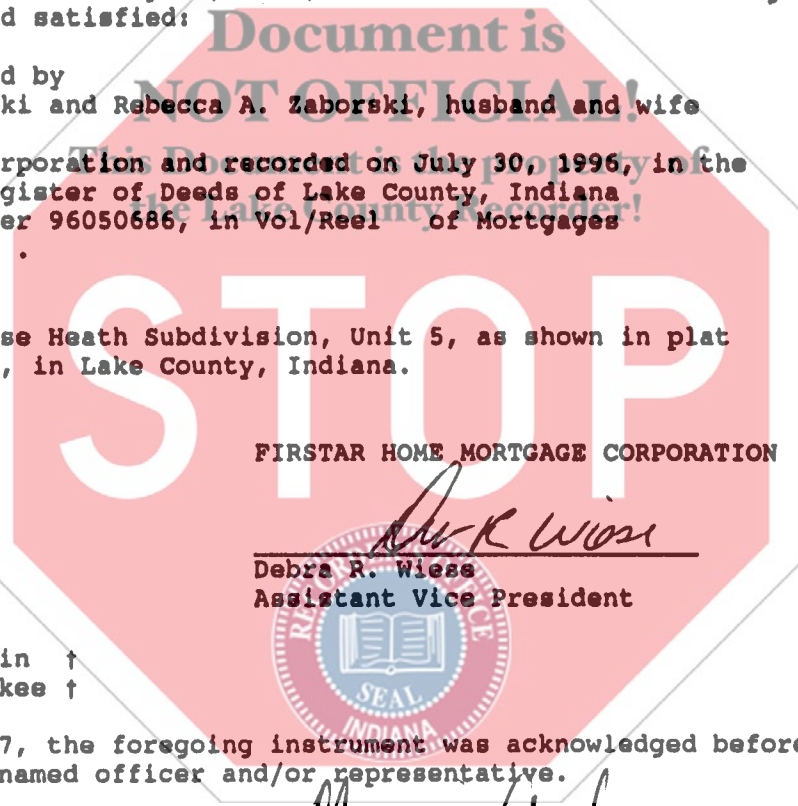 d satisfied:
Document is
d by
NOT OFFICIAL!
ki and Rebecca A. Zaborski, husband and wife
This Document is the property of
rporation and recorded on July 30, 1996, in the
gister of Deeds of Lake County, Indiana
the Lake County Recorder!
er 96050686, in Vol/Reel of Mortgages
.
STOP
se Heath Subdivision, Unit 5, as shown in plat
, in Lake County, Indiana.
FIRSTAR HOME MORTGAGE CORPORATION
Wiese
Debra R. Wiese
Assistant Vice President
RECORDER'S OFFICE
SEAL
INDIANA
in †
kee †
7, the foregoing instrument was acknowledged before
named officer and/or representative.